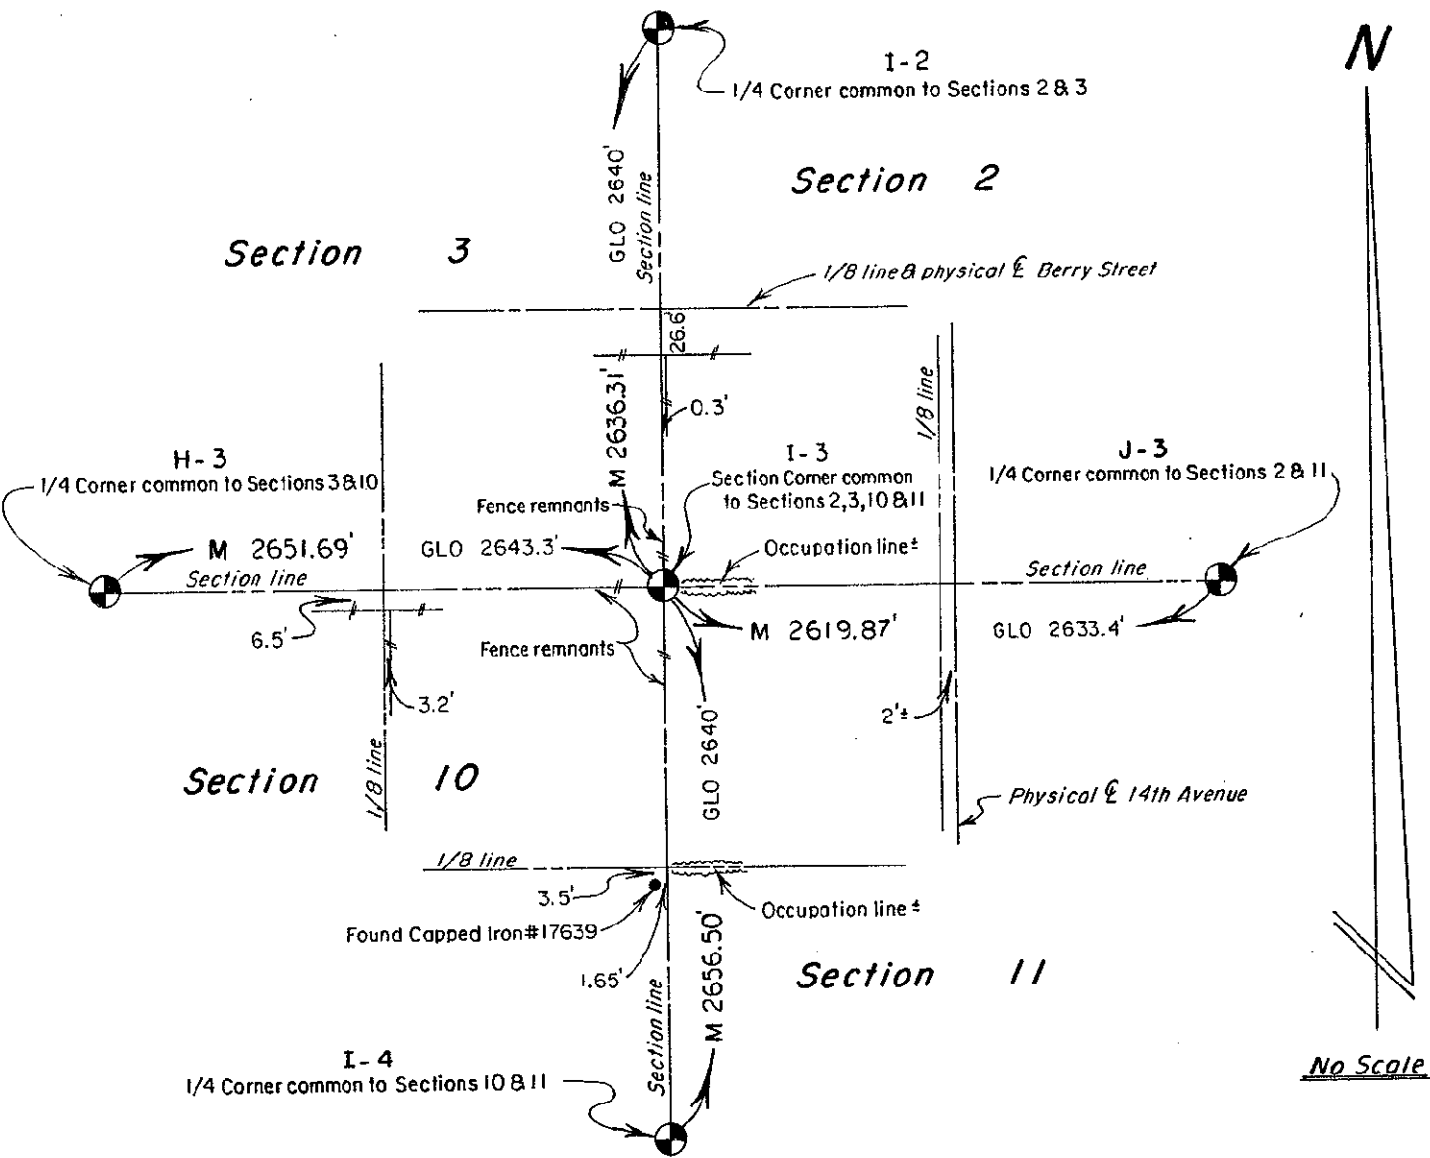 N
I-2
1/4 Corner common to Sections 2 & 3
GLO 2640'
Section line
Section 2
Section 3
1/8 line & physical ℄ Berry Street
26.6'
M 2636.31'
0.3'
1/8 line
H-3
1/4 Corner common to Sections 3 & 10
I-3
Section Corner common
to Sections 2,3,10 & 11
J-3
1/4 Corner common to Sections 2 & 11
Fence remnants
M 2651.69'
GLO 2643.3'
Occupation line±
Section line
Section line
6.5'
Fence remnants
M 2619.87'
GLO 2633.4'
3.2'
2'±
GLO 2640'
Section 10
1/8 line
Physical ℄ 14th Avenue
1/8 line
3.5'
Found Capped Iron#17639
Occupation line±
1.65'
M 2656.50'
Section 11
Section line
I-4
1/4 Corner common to Sections 10 & 11
No Scale